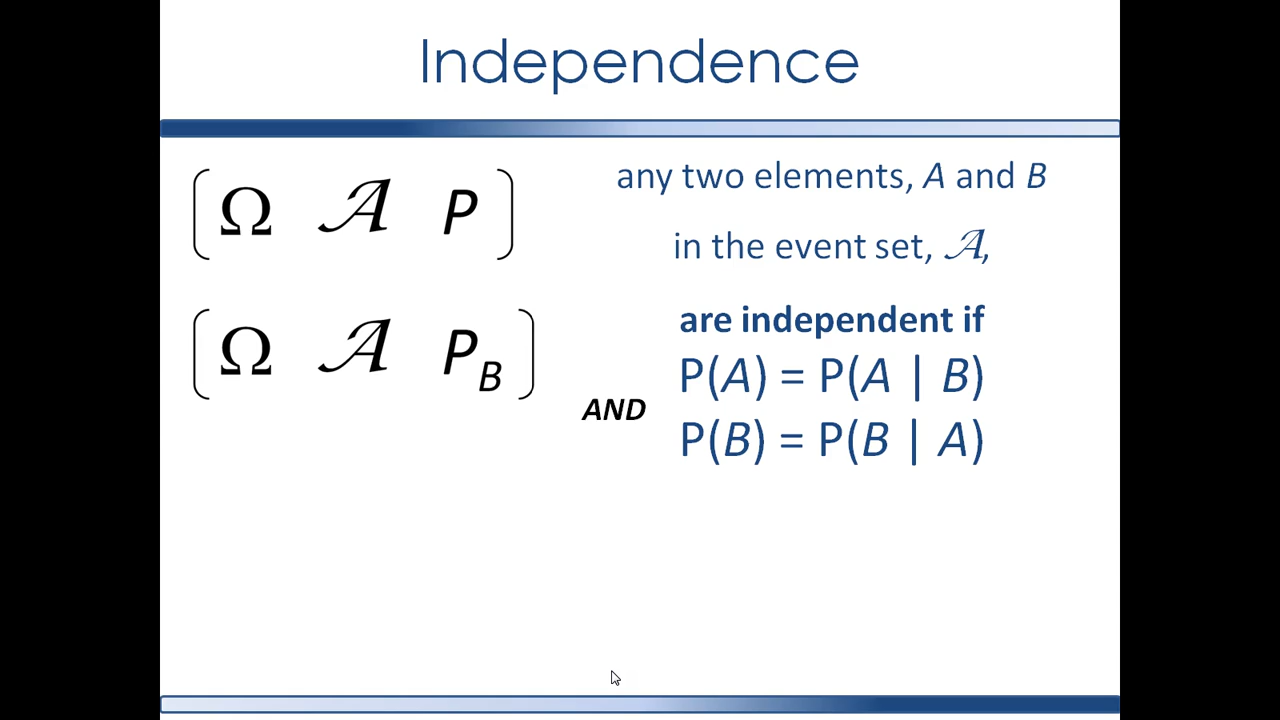 Independence
(Ω 𝒜 P)
any two elements, A and B
in the event set, 𝒜,
(Ω 𝒜 P_B)
are independent if
P(A) = P(A | B)
AND
P(B) = P(B | A)